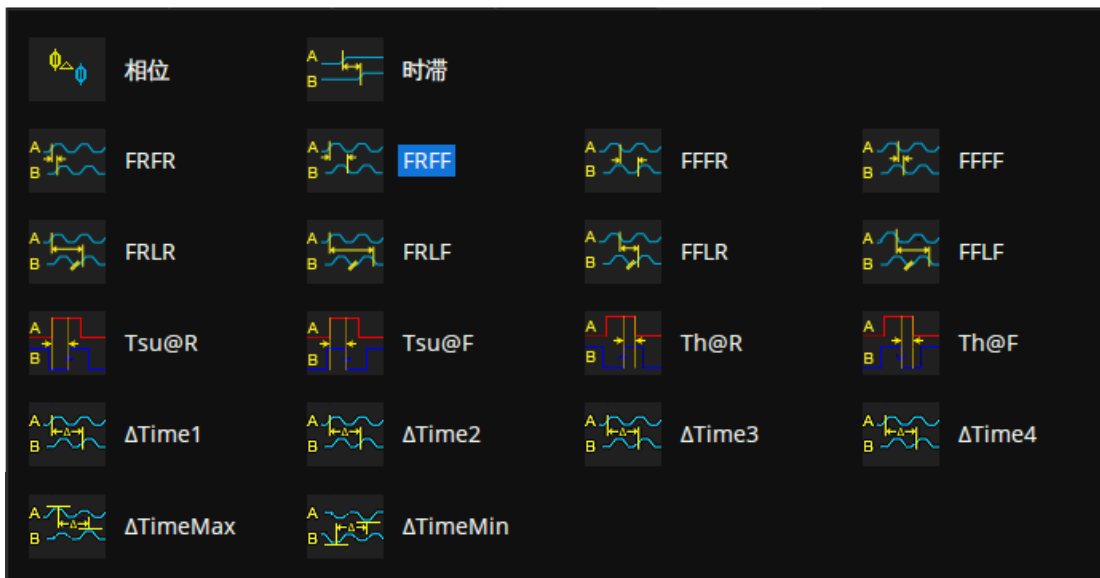 相位 时滞
A B
FRFR FRFF FFFR FFFF
A B A B A B A B
FRLR FRLF FFLR FFLF
A B A B A B A B
Tsu@R Tsu@F Th@R Th@F
A B A B A B A B
ΔTime1 ΔTime2 ΔTime3 ΔTime4
A Δ B A Δ B A Δ B A Δ B
ΔTimeMax ΔTimeMin
A Δ B A Δ B